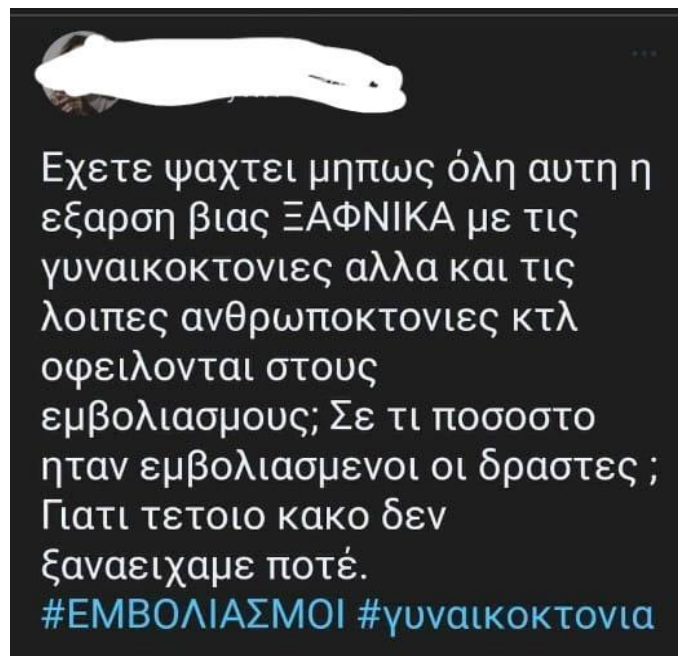 Εχετε ψαχτει μηπως όλη αυτη η
εξαρση βιας ΞΑΦΝΙΚΑ με τις
γυναικοκτονιες αλλα και τις
λοιπες ανθρωποκτονιες κτλ
οφειλονται στους
εμβολιασμους; Σε τι ποσοστο
ηταν εμβολιασμενοι οι δραστες ;
Γιατι τετοιο κακο δεν
ξαναειχαμε ποτέ.
#ΕΜΒΟΛΙΑΣΜΟΙ #γυναικοκτονια